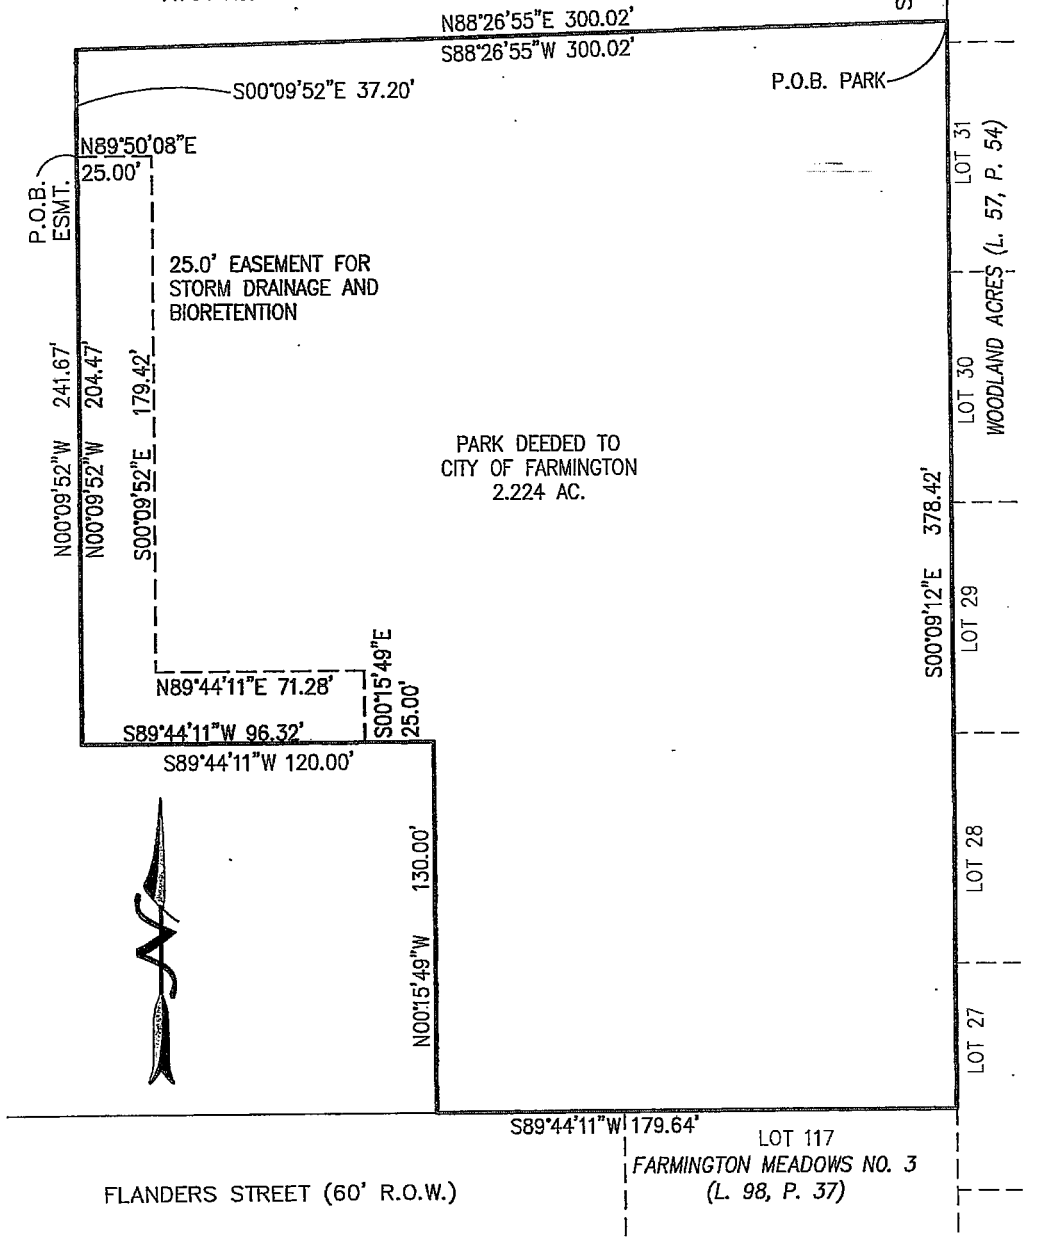 N88°26'55"E 300.02'
S88°26'55"W 300.02'
S00°09'52"E 37.20'
P.O.B. PARK
N89°50'08"E
25.00'
P.O.B.
ESMT.
LOT 31
WOODLAND ACRES (L. 57, P. 54)
25.0' EASEMENT FOR
STORM DRAINAGE AND
BIORETENTION
N00°09'52"W 241.67'
N00°09'52"W 204.47'
S00°09'52"E 179.42'
LOT 30
PARK DEEDED TO
CITY OF FARMINGTON
2.224 AC.
S00°09'12"E 378.42'
LOT 29
N89°44'11"E 71.28'
S00°15'49"E
25.00'
S89°44'11"W 96.32'
S89°44'11"W 120.00'
N00°15'49"W 130.00'
LOT 28
N
LOT 27
S89°44'11"W 179.64'
LOT 117
FARMINGTON MEADOWS NO. 3
(L. 98, P. 37)
FLANDERS STREET (60' R.O.W.)